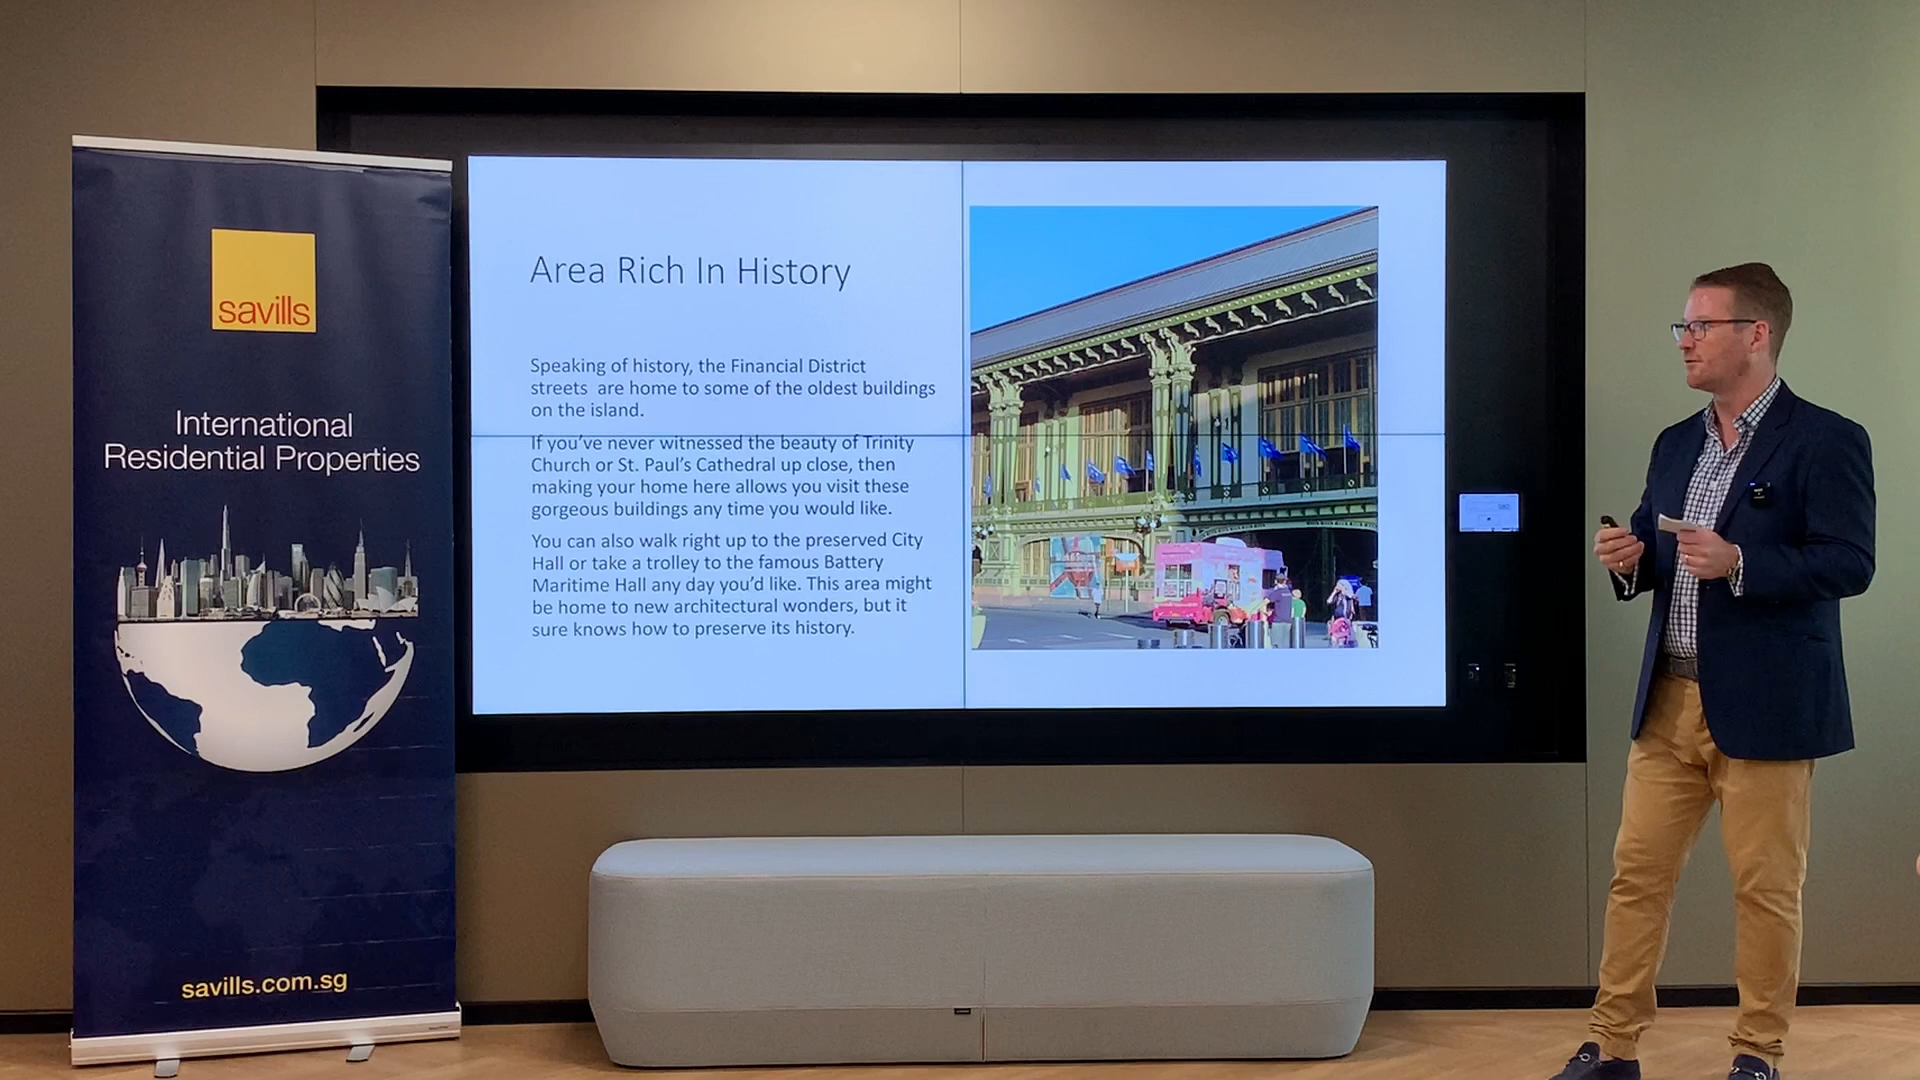 savills
International
Residential Properties
savills.com.sg
Area Rich In History
Speaking of history, the Financial District
streets are home to some of the oldest buildings
on the island.
If you've never witnessed the beauty of Trinity
Church or St. Paul's Cathedral up close, then
making your home here allows you visit these
gorgeous buildings any time you would like.
You can also walk right up to the preserved City
Hall or take a trolley to the famous Battery
Maritime Hall any day you'd like. This area might
be home to new architectural wonders, but it
sure knows how to preserve its history.